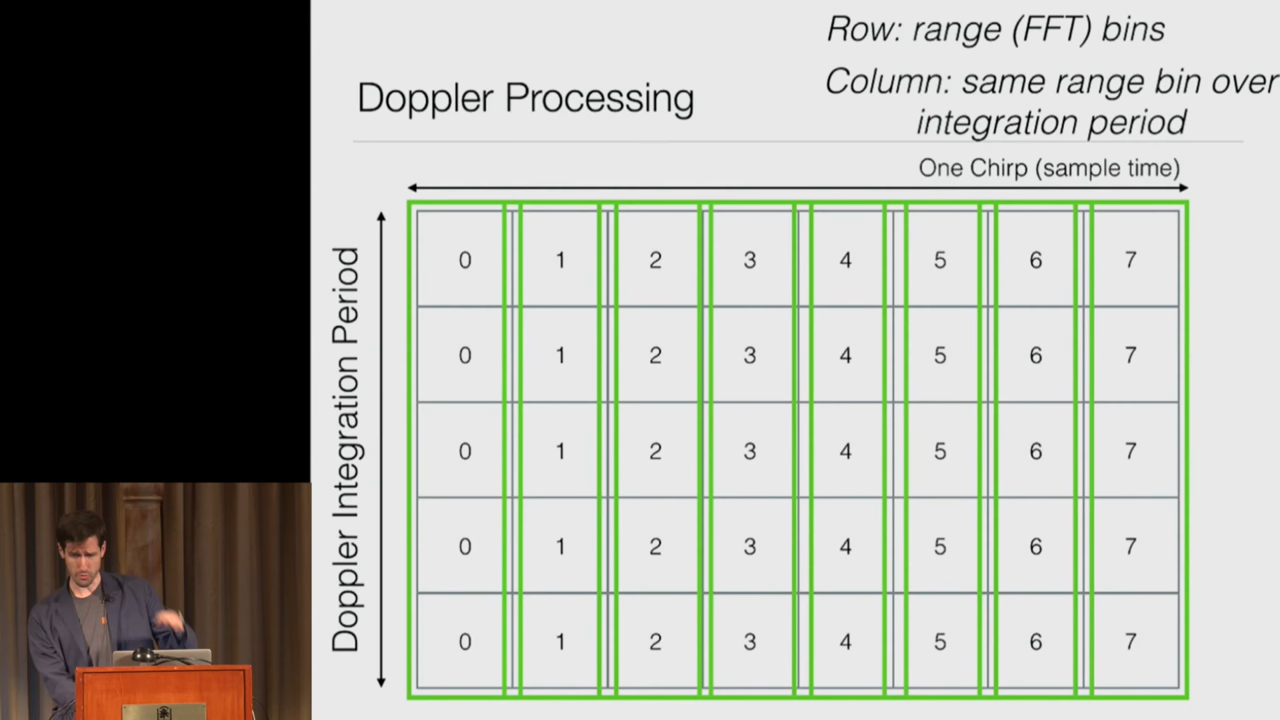 Row: range (FFT) bins
Column: same range bin over
integration period
Doppler Processing
One Chirp (sample time)
Doppler Integration Period
0 1 2 3 4 5 6 7
0 1 2 3 4 5 6 7
0 1 2 3 4 5 6 7
0 1 2 3 4 5 6 7
0 1 2 3 4 5 6 7